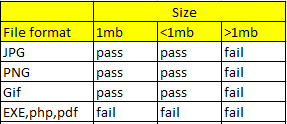 Size
File format 1mb <1mb >1mb
JPG pass pass fail
PNG pass pass fail
Gif pass pass fail
EXE,php,pdf fail fail fail